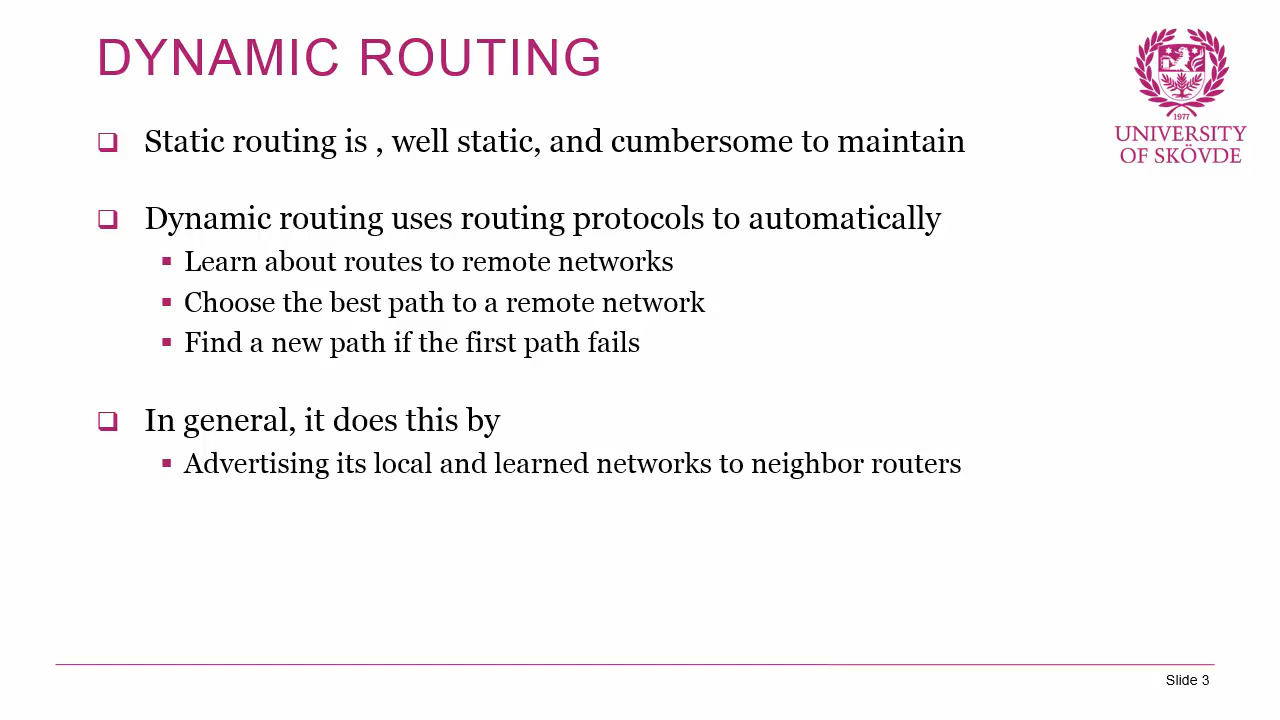 DYNAMIC ROUTING
1977
UNIVERSITY
OF SKÖVDE
Static routing is , well static, and cumbersome to maintain
Dynamic routing uses routing protocols to automatically
Learn about routes to remote networks
Choose the best path to a remote network
Find a new path if the first path fails
In general, it does this by
Advertising its local and learned networks to neighbor routers
Slide 3